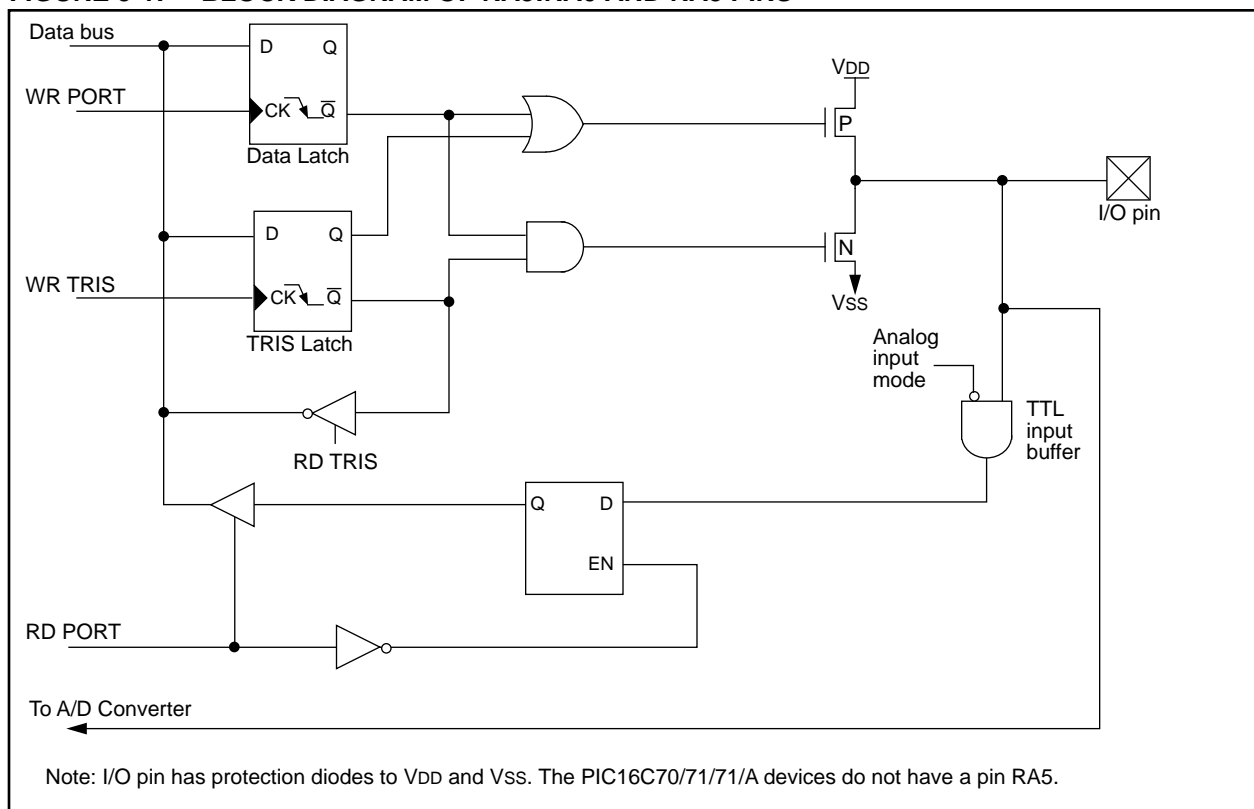 Data bus
D Q
WR PORT
CK Q
Data Latch
VDD
P
I/O pin
D Q
WR TRIS
CK Q
TRIS Latch
N
VSS
Analog
input
mode
TTL
input
buffer
RD TRIS
Q D
EN
RD PORT
To A/D Converter
Note: I/O pin has protection diodes to VDD and VSS. The PIC16C70/71/71/A devices do not have a pin RA5.